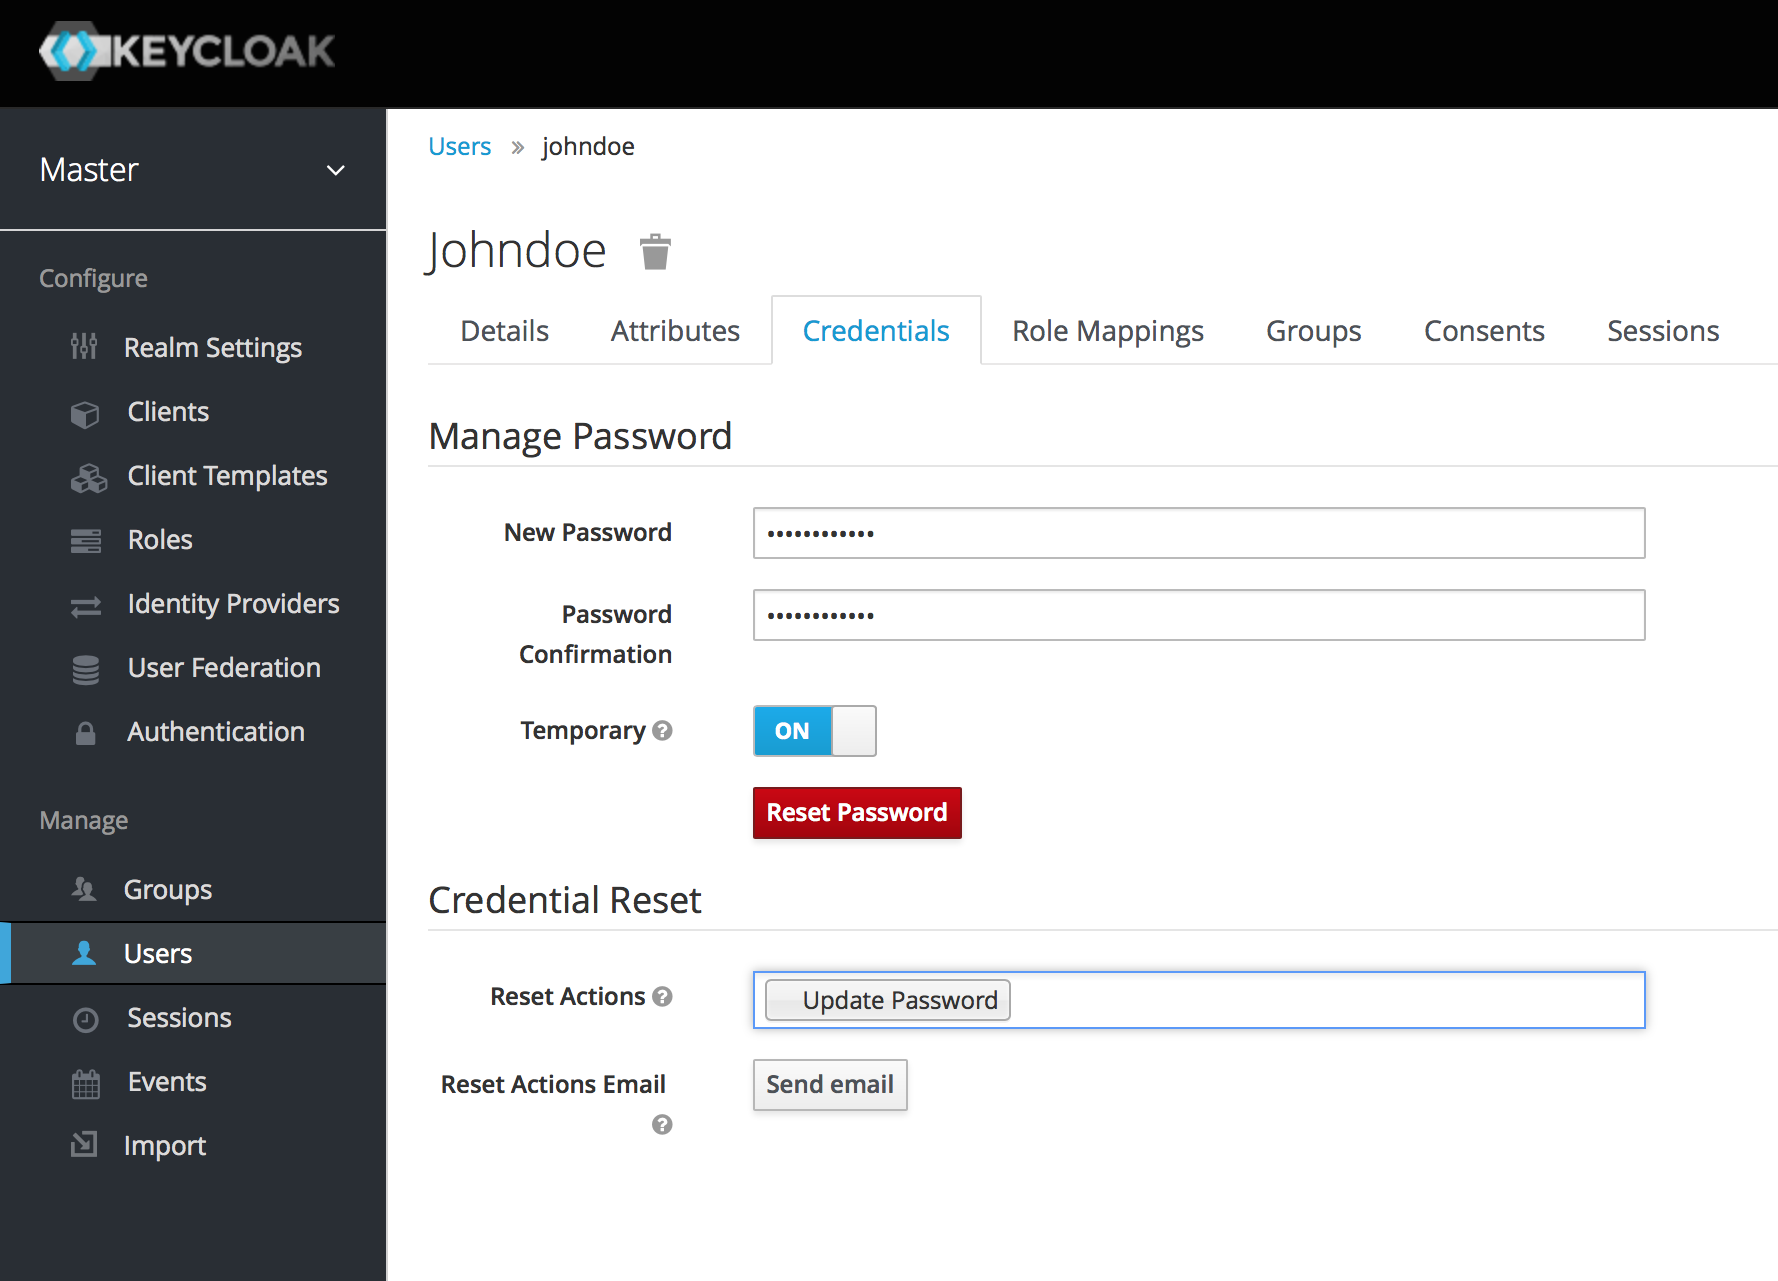 KEYCLOAK
Master
Configure
Realm Settings
Clients
Client Templates
Roles
Identity Providers
User Federation
Authentication
Manage
Groups
Users
Sessions
Events
Import
Users » johndoe
Johndoe
Details Attributes Credentials Role Mappings Groups Consents Sessions
Manage Password
New Password ••••••••••••
Password ••••••••••••
Confirmation
Temporary ? ON
Reset Password
Credential Reset
Reset Actions ? Update Password
Reset Actions Email Send email
?